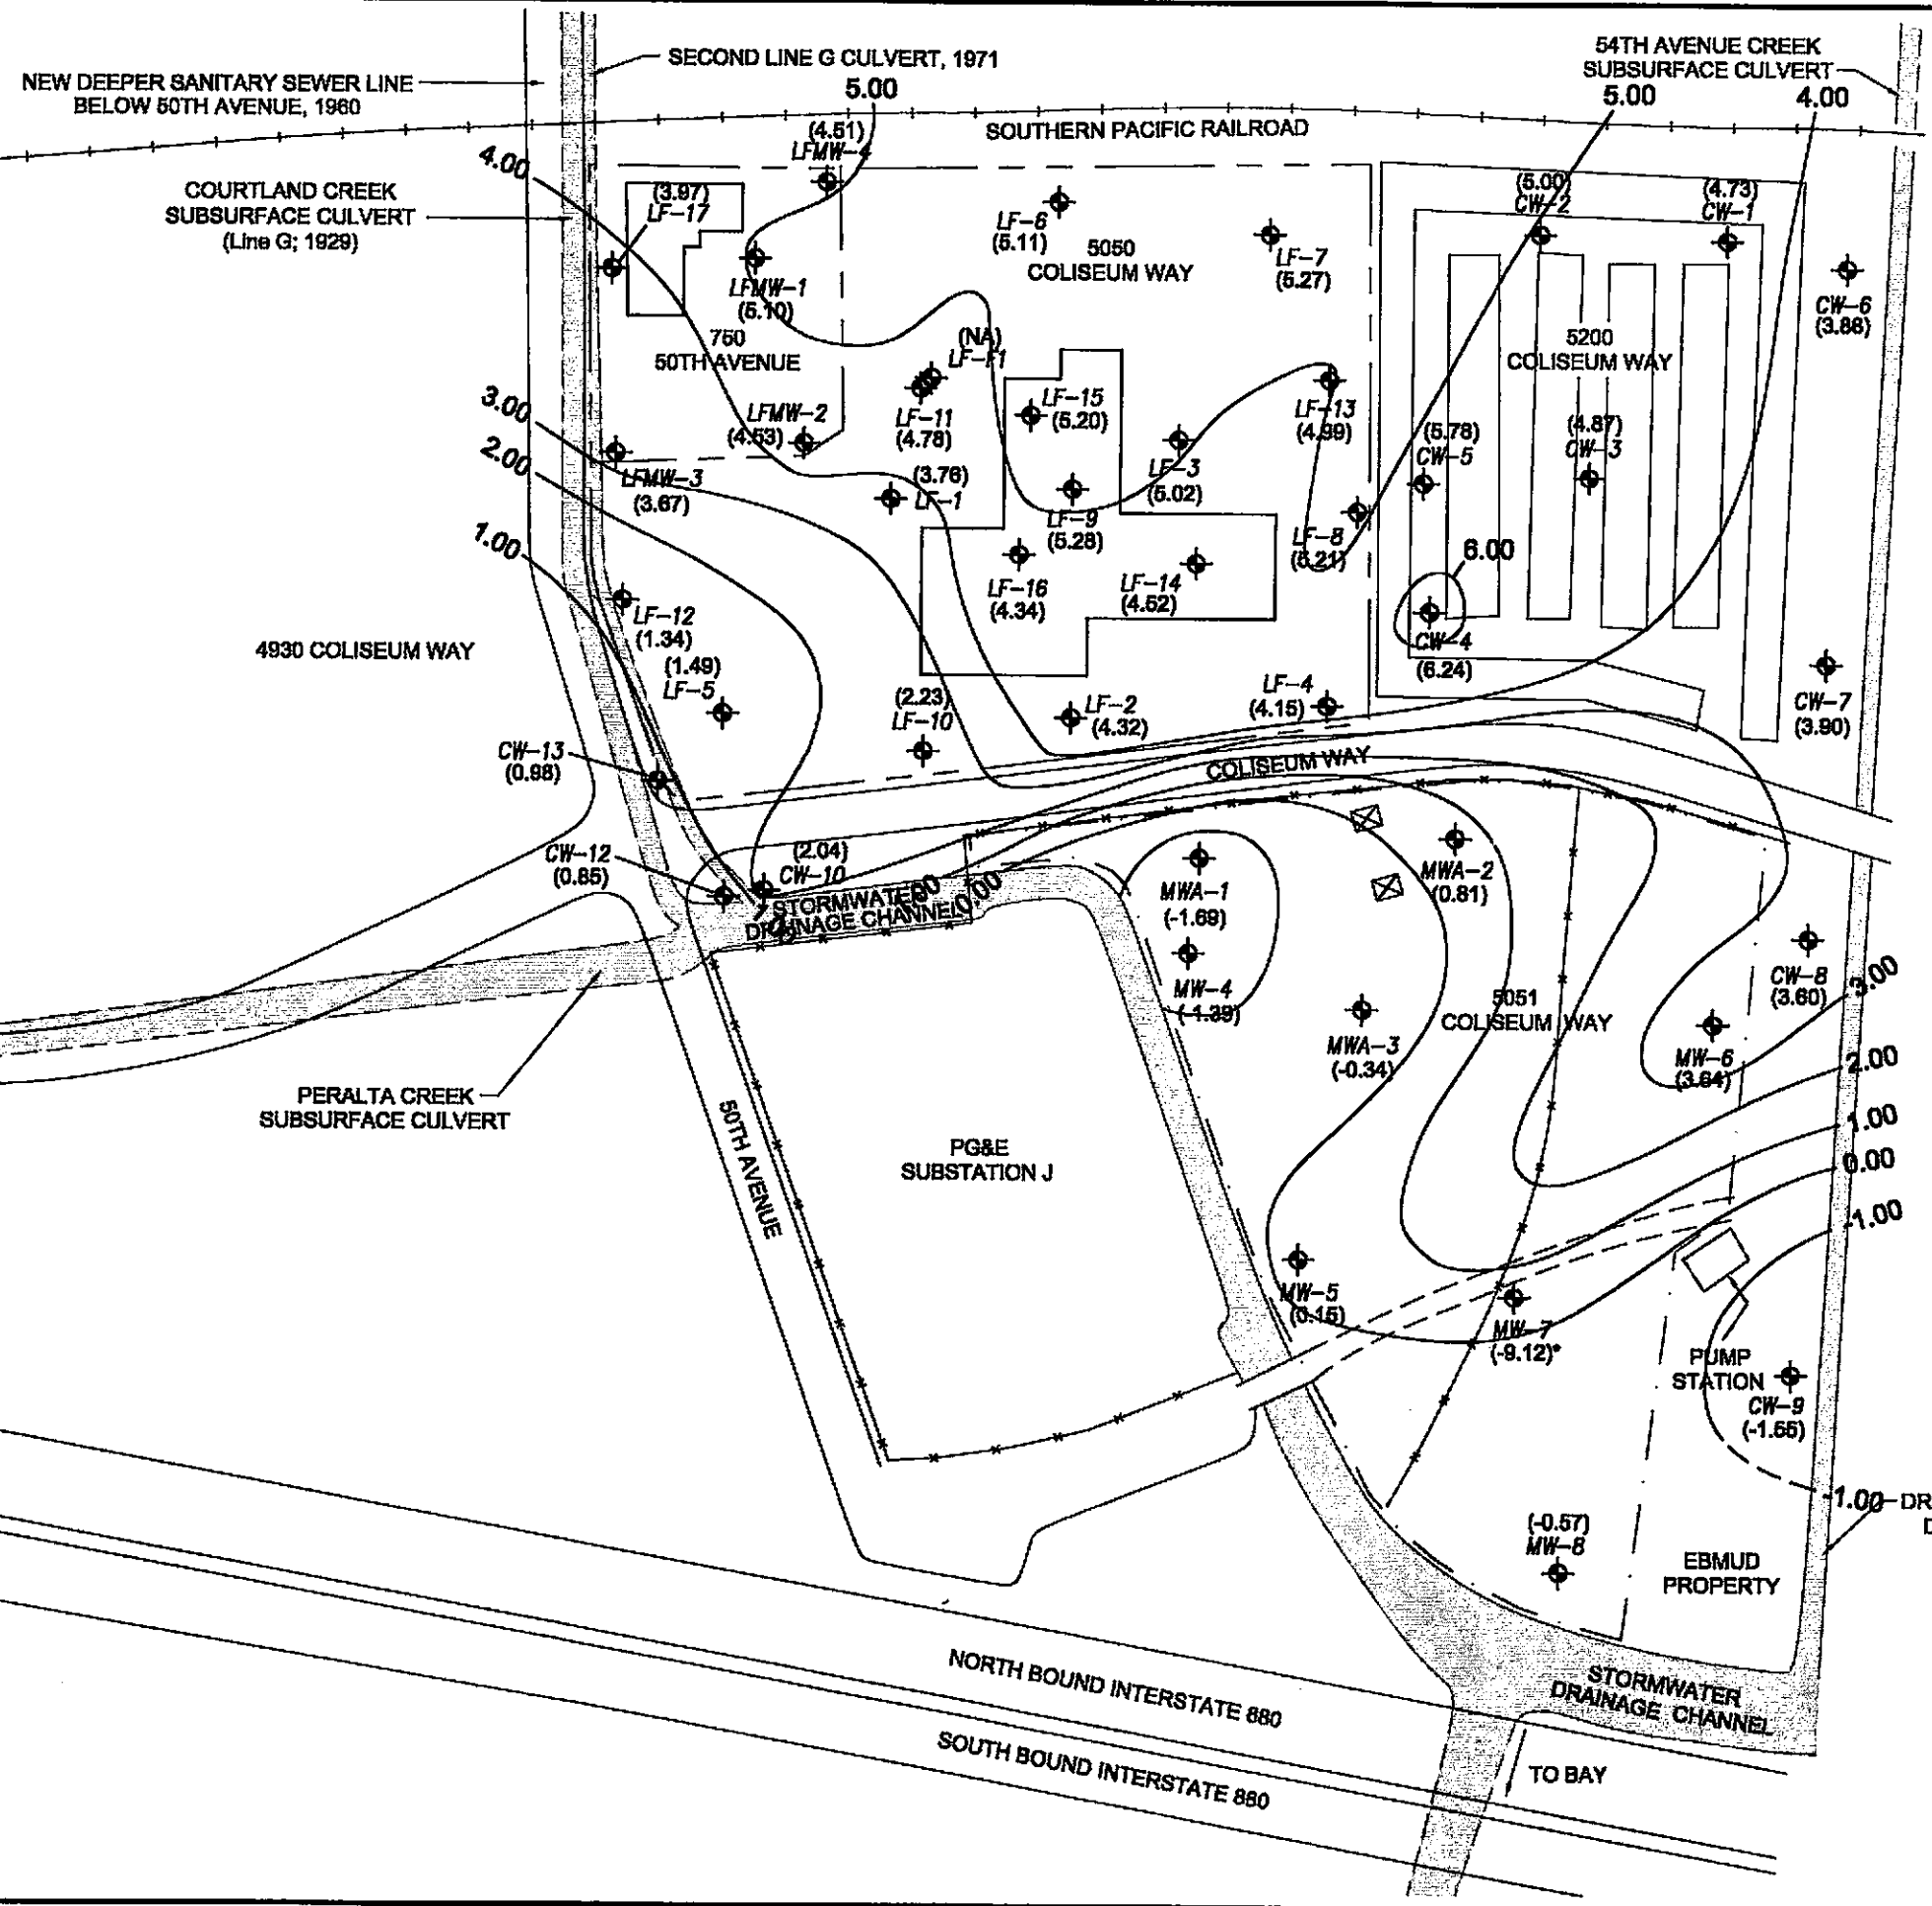 NEW DEEPER SANITARY SEWER LINE
BELOW 50TH AVENUE, 1960
SECOND LINE G CULVERT, 1971
5.00
54TH AVENUE CREEK
SUBSURFACE CULVERT
5.00
4.00
SOUTHERN PACIFIC RAILROAD
COURTLAND CREEK
SUBSURFACE CULVERT
(Line G; 1929)
4.00
(4.51)
LFMW-4
(3.97)
LF-17
LF-6
(5.11)
5050
COLISEUM WAY
LF-7
(5.27)
(5.00)
CW-2
(4.73)
CW-1
CW-6
(3.88)
LFMW-1
(5.10)
750
50TH AVENUE
(NA)
LF-F1
5200
COLISEUM WAY
3.00
2.00
LFMW-2
(4.53)
LF-11
(4.78)
LF-15
(5.20)
LF-13
(4.99)
(5.78)
CW-5
(4.87)
CW-3
LFMW-3
(3.67)
(3.76)
LF-1
LF-3
(5.02)
LF-9
(5.28)
LF-8
(5.21)
1.00
6.00
LF-16
(4.34)
LF-14
(4.52)
LF-12
(1.34)
4930 COLISEUM WAY
(1.49)
LF-5
CW-4
(6.24)
(2.23)
LF-10
LF-2
(4.32)
LF-4
(4.15)
CW-7
(3.90)
CW-13
(0.98)
COLISEUM WAY
CW-12
(0.85)
(2.04)
CW-10
STORMWATER
DRAINAGE CHANNEL
0.00
MWA-1
(-1.69)
MWA-2
(0.81)
MW-4
(-1.39)
CW-8
(3.60)
3.00
5051
COLISEUM WAY
MWA-3
(-0.34)
MW-6
(3.64)
2.00
PERALTA CREEK
SUBSURFACE CULVERT
50TH AVENUE
PG&E
SUBSTATION J
1.00
0.00
-1.00
MW-5
(0.15)
MW-7
(-9.12)*
PUMP
STATION
CW-9
(-1.55)
-1.00
DR
D
(-0.57)
MW-8
EBMUD
PROPERTY
NORTH BOUND INTERSTATE 880
STORMWATER
DRAINAGE CHANNEL
SOUTH BOUND INTERSTATE 880
TO BAY